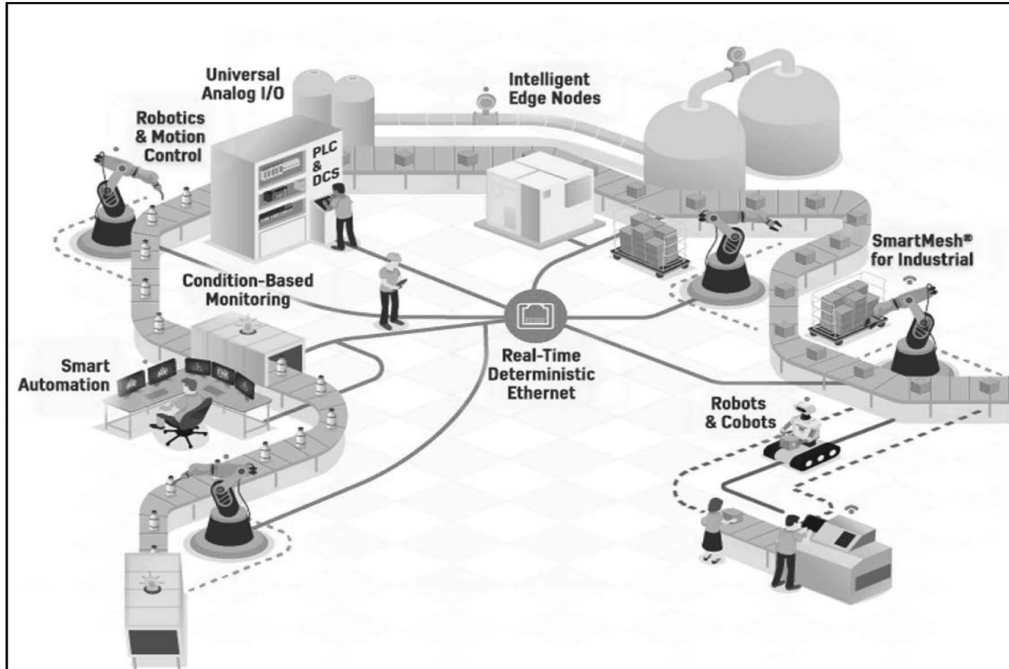 Universal
Analog I/O
Intelligent
Edge Nodes
Robotics
& Motion
Control
PLC
&
DCS
SmartMesh®
for Industrial
Condition-Based
Monitoring
Smart
Automation
Real-Time
Deterministic
Ethernet
Robots
& Cobots